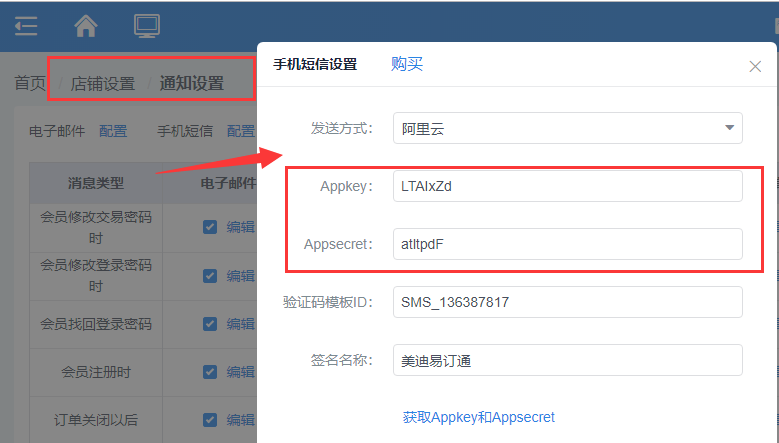 首页 / 店铺设置 / 通知设置
电子邮件 配置 手机短信 配置
消息类型 电子邮件
会员修改交易密码
时
编辑
会员修改登录密码
时
编辑
会员找回登录密码 编辑
会员注册时 编辑
订单关闭以后 编辑
手机短信设置 购买
发送方式： 阿里云
Appkey： LTAIxZd
Appsecret： atItpdF
验证码模板ID： SMS_136387817
签名名称： 美迪易订通
获取Appkey和Appsecret